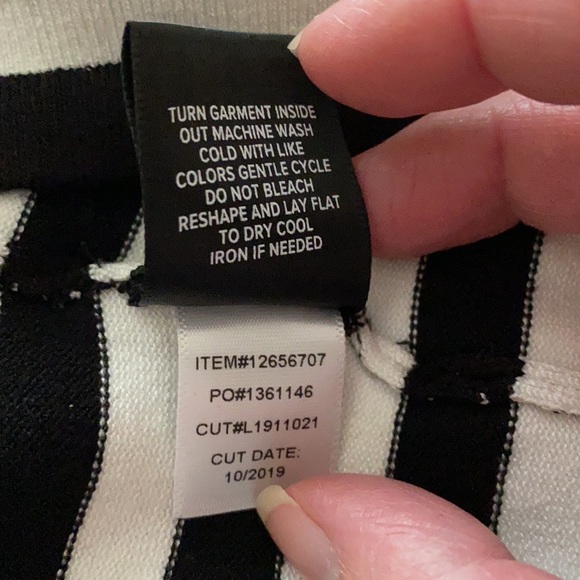 TURN GARMENT INSIDE
OUT MACHINE WASH
COLD WITH LIKE
COLORS GENTLE CYCLE
DO NOT BLEACH
RESHAPE AND LAY FLAT
TO DRY COOL
IRON IF NEEDED
ITEM#12656707
PO#1361146
CUT#L1911021
CUT DATE:
10/2019